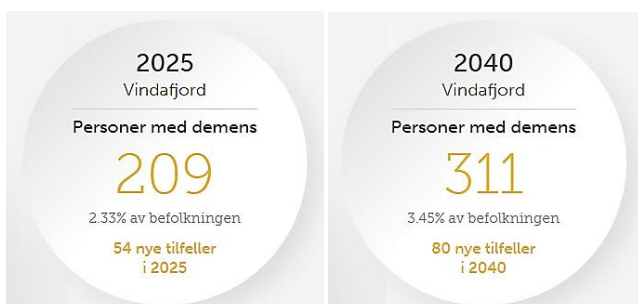 2025
Vindafjord
Personer med demens
209
2.33% av befolkningen
54 nye tilfeller
i 2025
2040
Vindafjord
Personer med demens
311
3.45% av befolkningen
80 nye tilfeller
i 2040